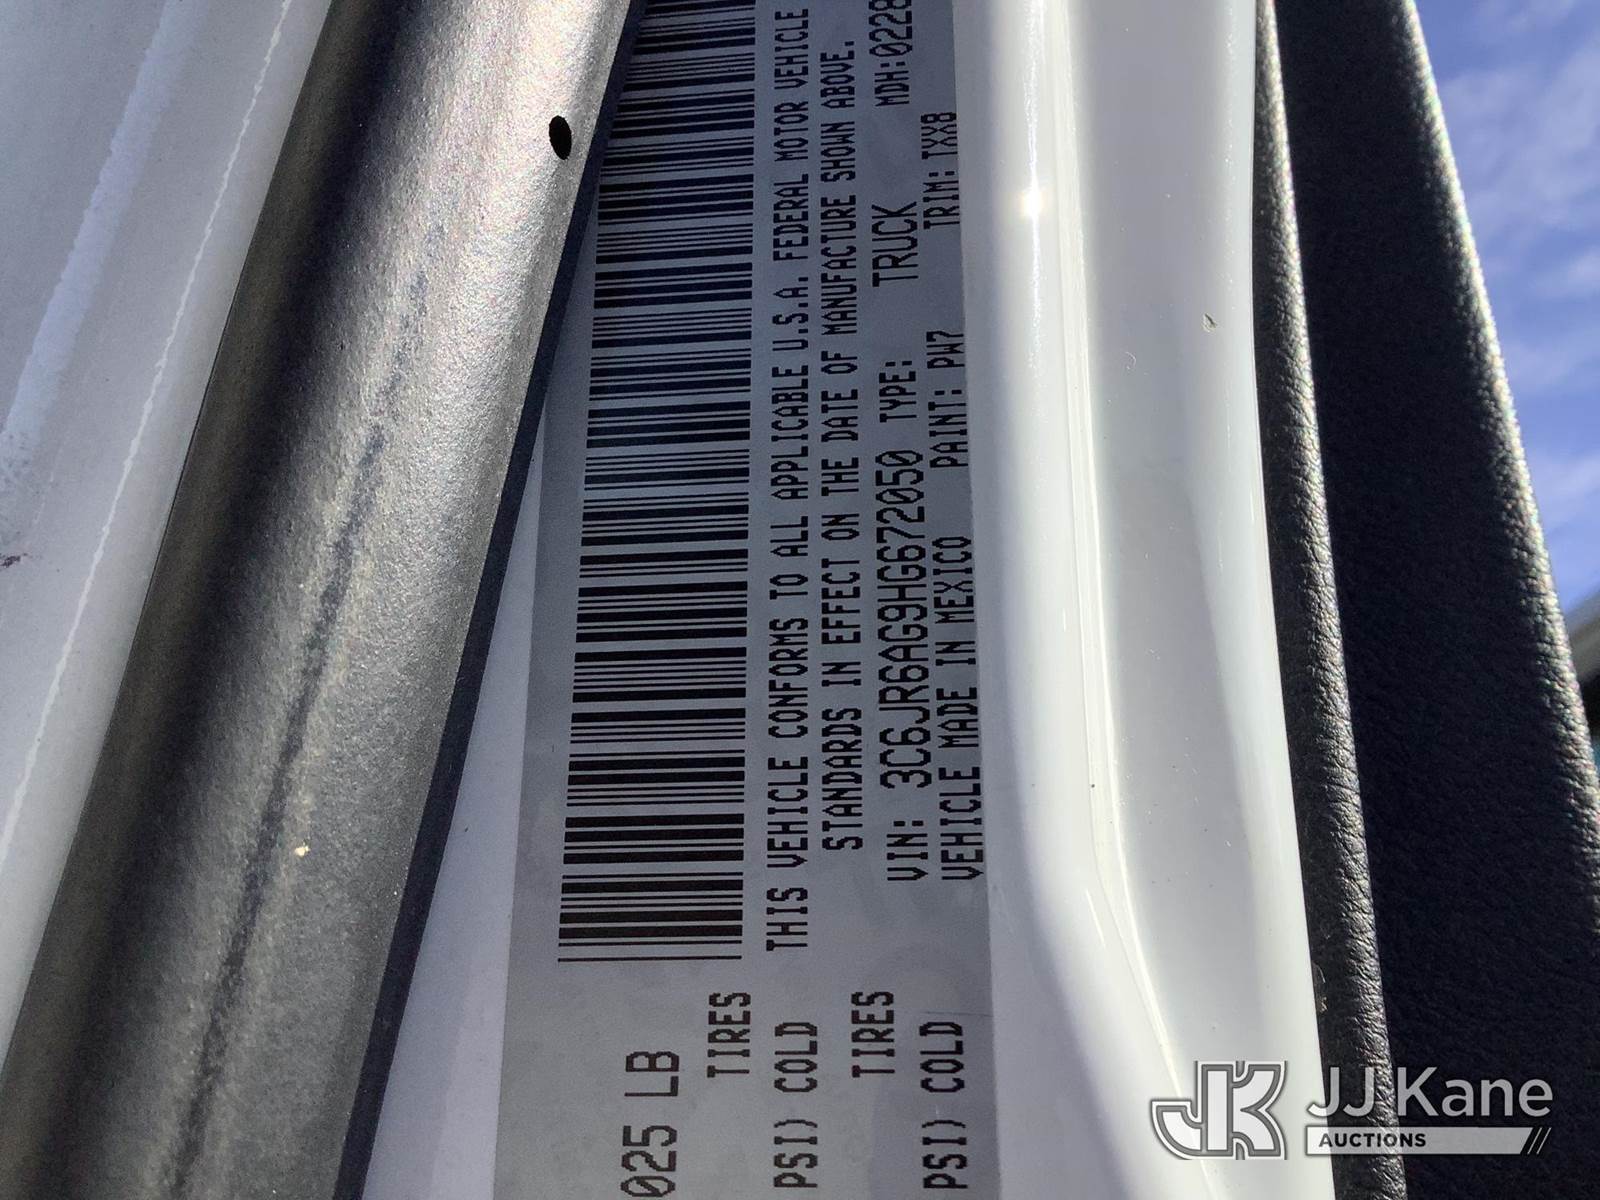 025 LB
TIRES
PSI) COLD
TIRES
PSI) COLD
THIS VEHICLE CONFORMS TO ALL APPLICABLE U.S.A. FEDERAL MOTOR VEHICLE
STANDARDS IN EFFECT ON THE DATE OF MANUFACTURE SHOWN ABOVE.
VIN: 3C6JR6AG9HG672050 TYPE: TRUCK MDH:0228
VEHICLE MADE IN MEXICO PAINT: PW7 TRIM: TXX8
JK JJ Kane
AUCTIONS